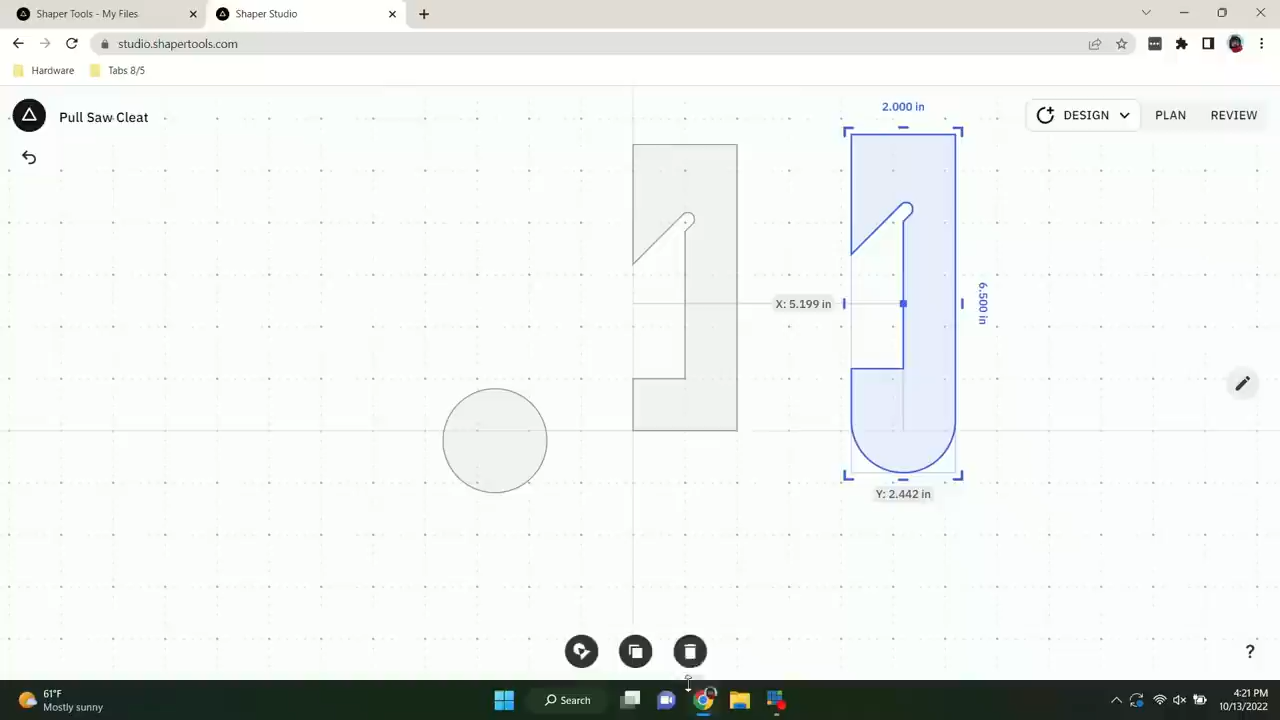 Shaper Tools - My Files
Shaper Studio
studio.shapertools.com
Hardware
Tabs 8/5
Pull Saw Cleat
DESIGN
PLAN
REVIEW
2.000 in
6.500 in
X: 5.199 in
Y: 2.442 in
?
61°F
Mostly sunny
Search
4:21 PM
10/13/2022